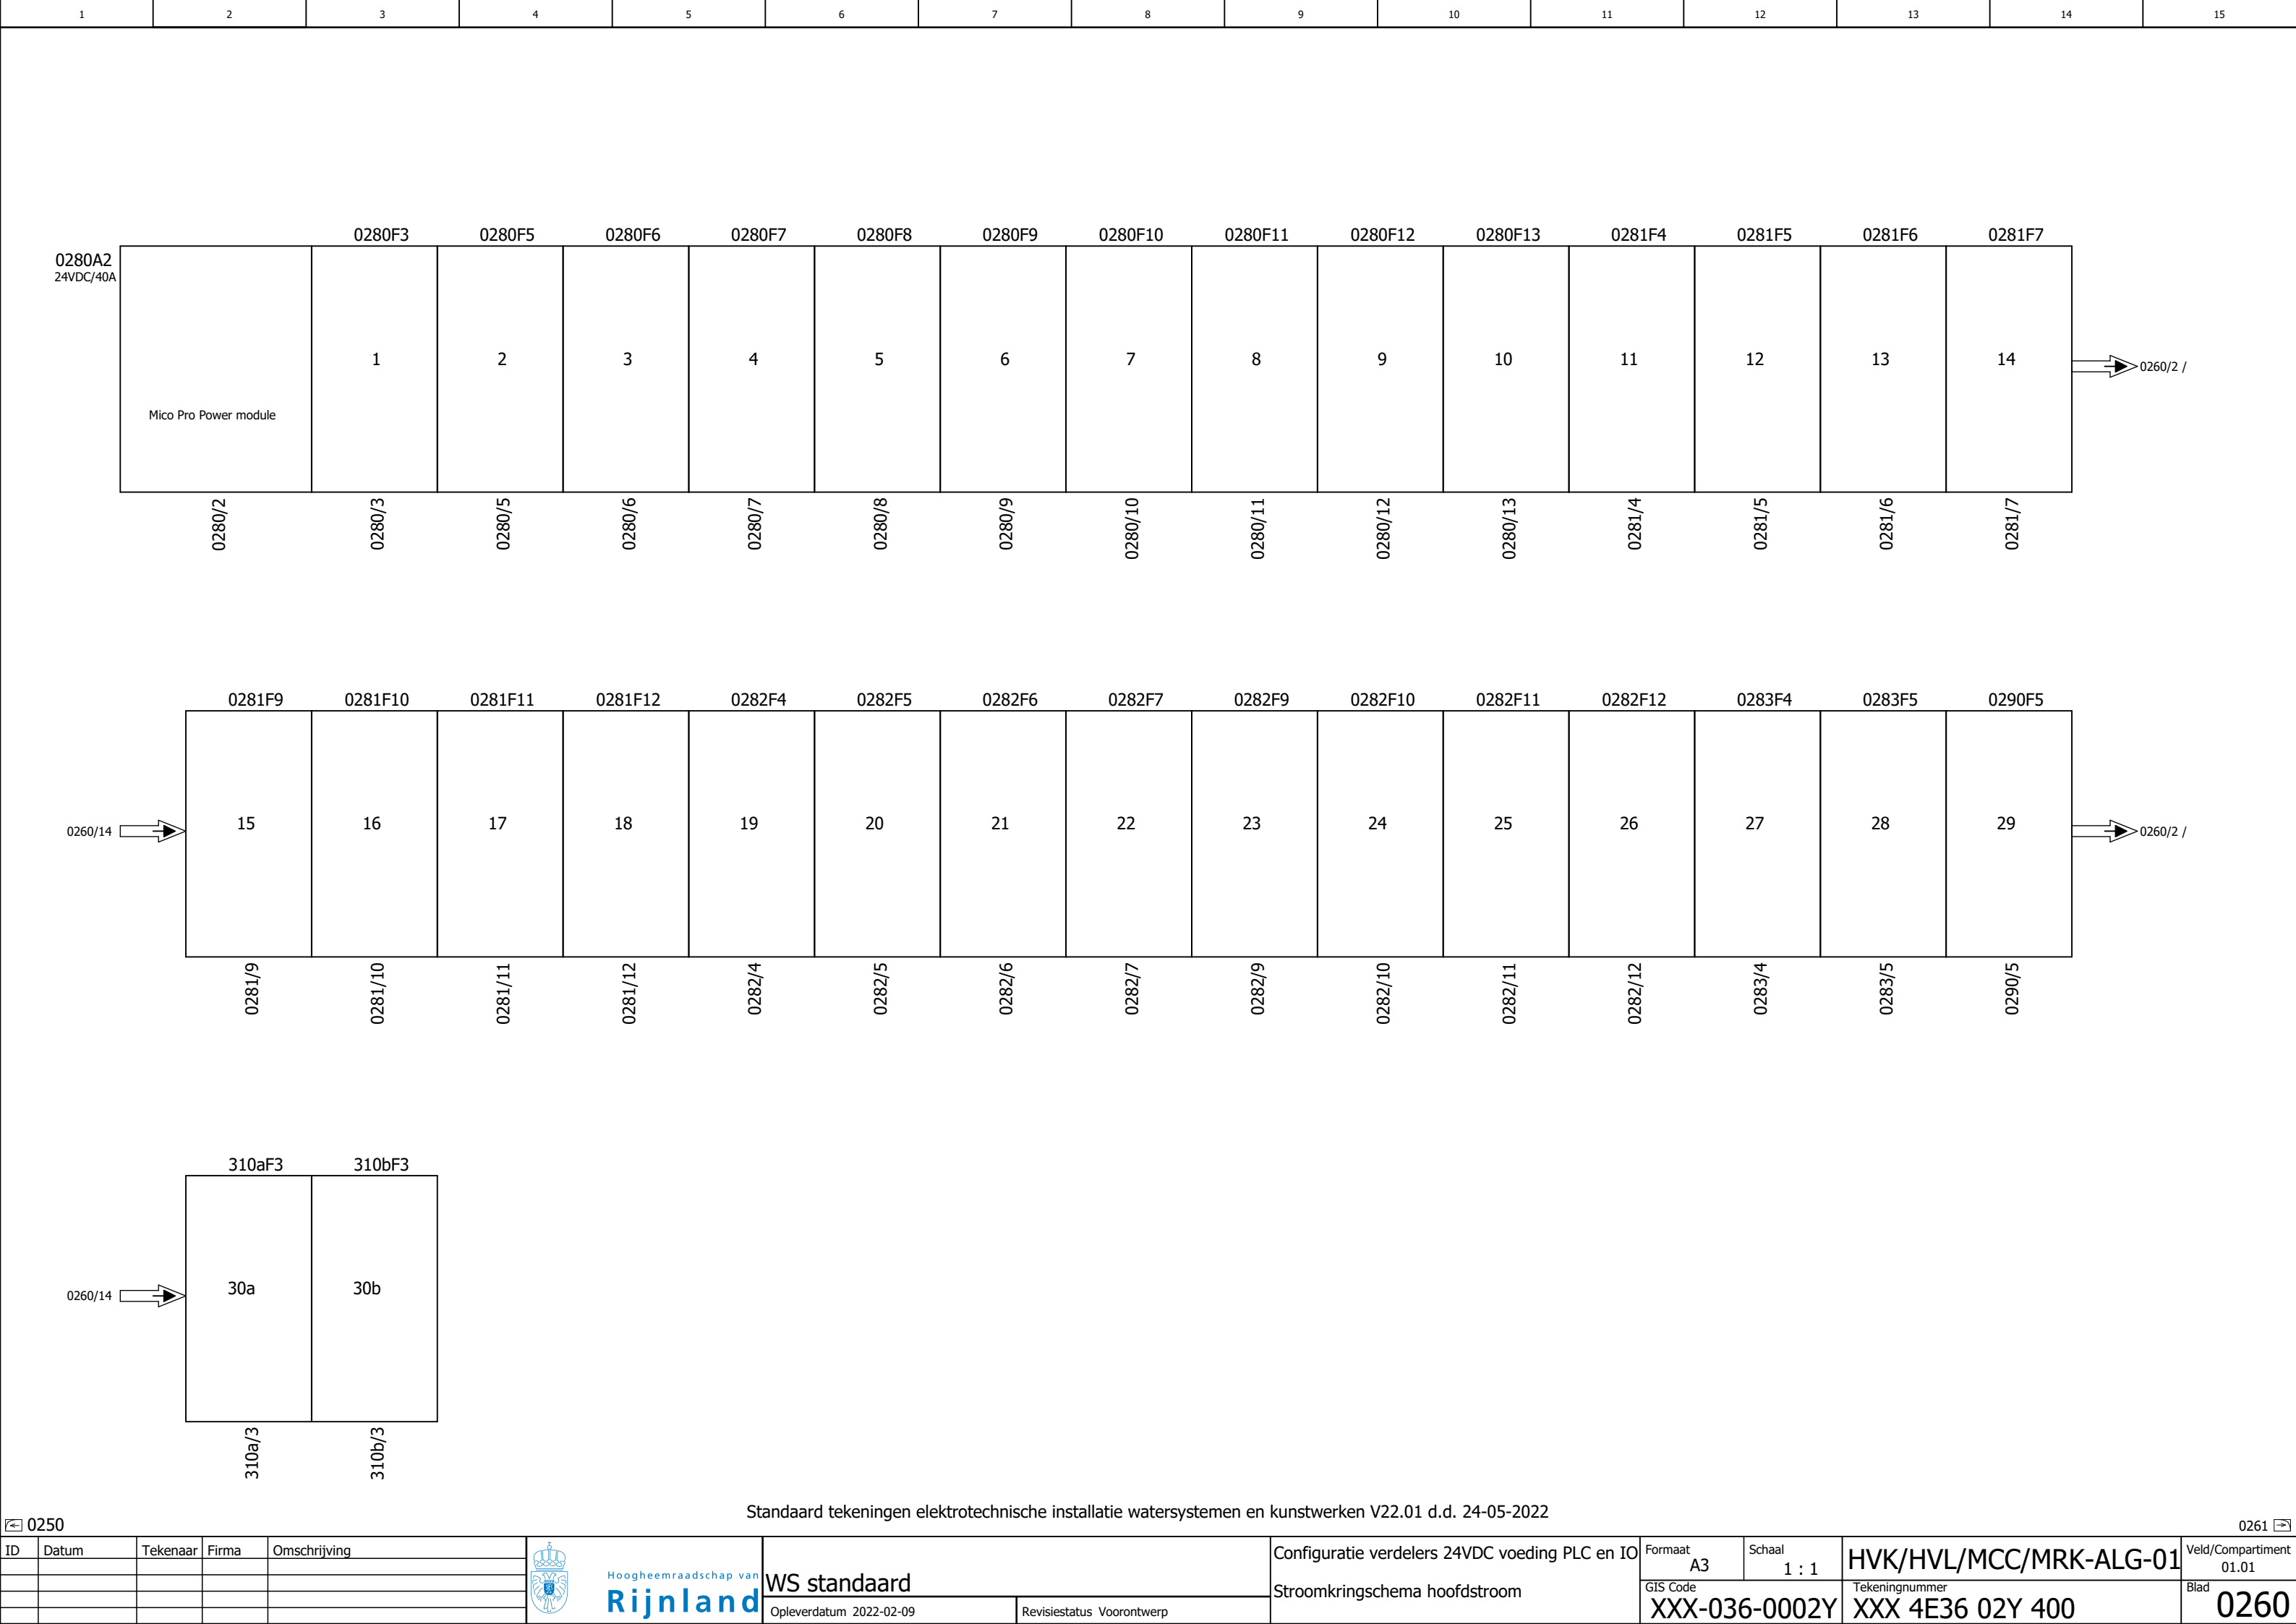 1 2 3 4 5 6 7 8 9 10 11 12 13 14 15
0280F3 0280F5 0280F6 0280F7 0280F8 0280F9 0280F10 0280F11 0280F12 0280F13 0281F4 0281F5 0281F6 0281F7
0280A2
24VDC/40A
1 2 3 4 5 6 7 8 9 10 11 12 13 14
0260/2 /
Mico Pro Power module
0280/2 0280/3 0280/5 0280/6 0280/7 0280/8 0280/9 0280/10 0280/11 0280/12 0280/13 0281/4 0281/5 0281/6 0281/7
0281F9 0281F10 0281F11 0281F12 0282F4 0282F5 0282F6 0282F7 0282F9 0282F10 0282F11 0282F12 0283F4 0283F5 0290F5
0260/14 15 16 17 18 19 20 21 22 23 24 25 26 27 28 29 0260/2 /
0281/9 0281/10 0281/11 0281/12 0282/4 0282/5 0282/6 0282/7 0282/9 0282/10 0282/11 0282/12 0283/4 0283/5 0290/5
310aF3 310bF3
0260/14 30a 30b
310a/3 310b/3
Standaard tekeningen elektrotechnische installatie watersystemen en kunstwerken V22.01 d.d. 24-05-2022
0250
0261
ID Datum Tekenaar Firma Omschrijving
Hoogheemraadschap van
Rijnland
WS standaard
Opleverdatum 2022-02-09
Revisiestatus Voorontwerp
Configuratie verdelers 24VDC voeding PLC en IO
Stroomkringschema hoofdstroom
Formaat
A3
Schaal
1 : 1
GIS Code
XXX-036-0002Y
HVK/HVL/MCC/MRK-ALG-01
Tekeningnummer
XXX 4E36 02Y 400
Veld/Compartiment
01.01
Blad
0260